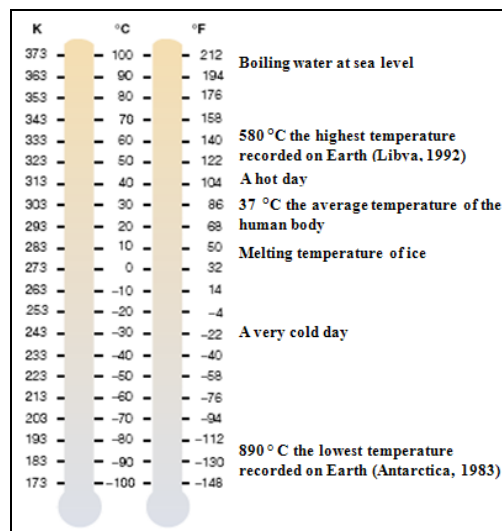 K °C °F
373 100 212
363 90 194
353 80 176
343 70 158
333 60 140
323 50 122
313 40 104
303 30 86
293 20 68
283 10 50
273 0 32
263 –10 14
253 –20 –4
243 –30 –22
233 –40 –40
223 –50 –58
213 –60 –76
203 –70 –94
193 –80 –112
183 –90 –130
173 –100 –148
Boiling water at sea level
580 °C the highest temperature
recorded on Earth (Libva, 1992)
A hot day
37 °C the average temperature of the
human body
Melting temperature of ice
A very cold day
890 ° C the lowest temperature
recorded on Earth (Antarctica, 1983)